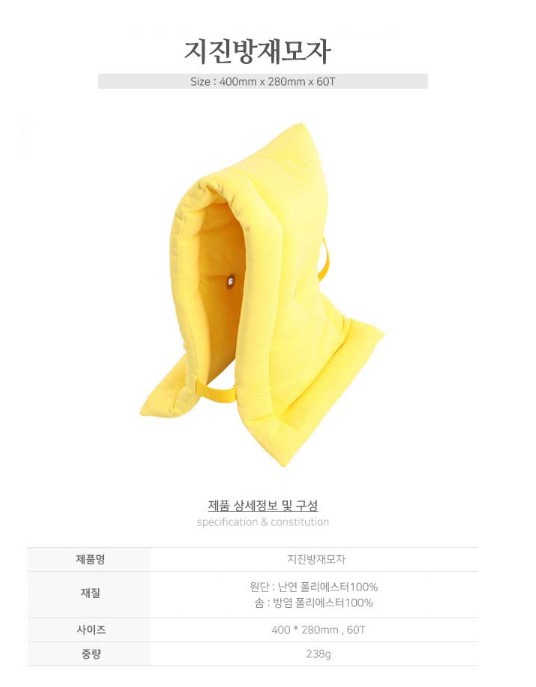 지진방재모자
Size : 400mm x 280mm x 60T
제품 상세정보 및 구성
specification & constitution
제품명 지진방재모자
재질 원단 : 난연 폴리에스터100%
솜 : 방염 폴리에스터100%
사이즈 400 * 280mm , 60T
중량 238g